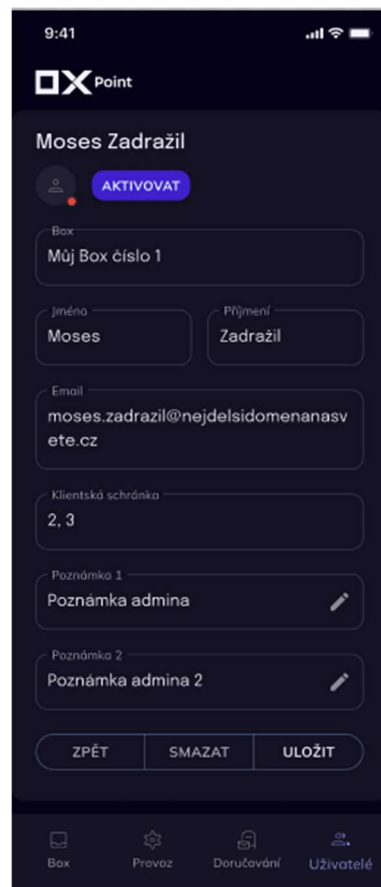 9:41
OX Point
Moses Zadražil
AKTIVOVAT
Box
Můj Box číslo 1
Jméno
Příjmení
Moses
Zadražil
Email
moses.zadrazil@nejdelsidomenanasv
ete.cz
Klientská schránka
2, 3
Poznámka 1
Poznámka admina
Poznámka 2
Poznámka admina 2
ZPĚT SMAZAT ULOŽIT
Box Provoz Doručování Uživatelé